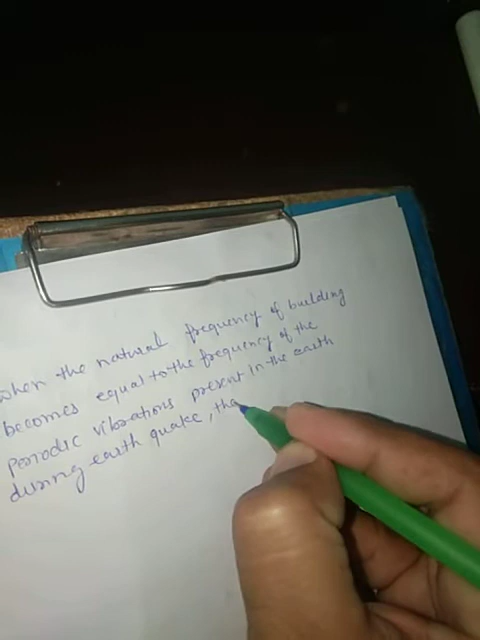 when the natural frequency of building
becomes equal to the frequency of the
Periodic vibrations present in the earth
during earth quake, the